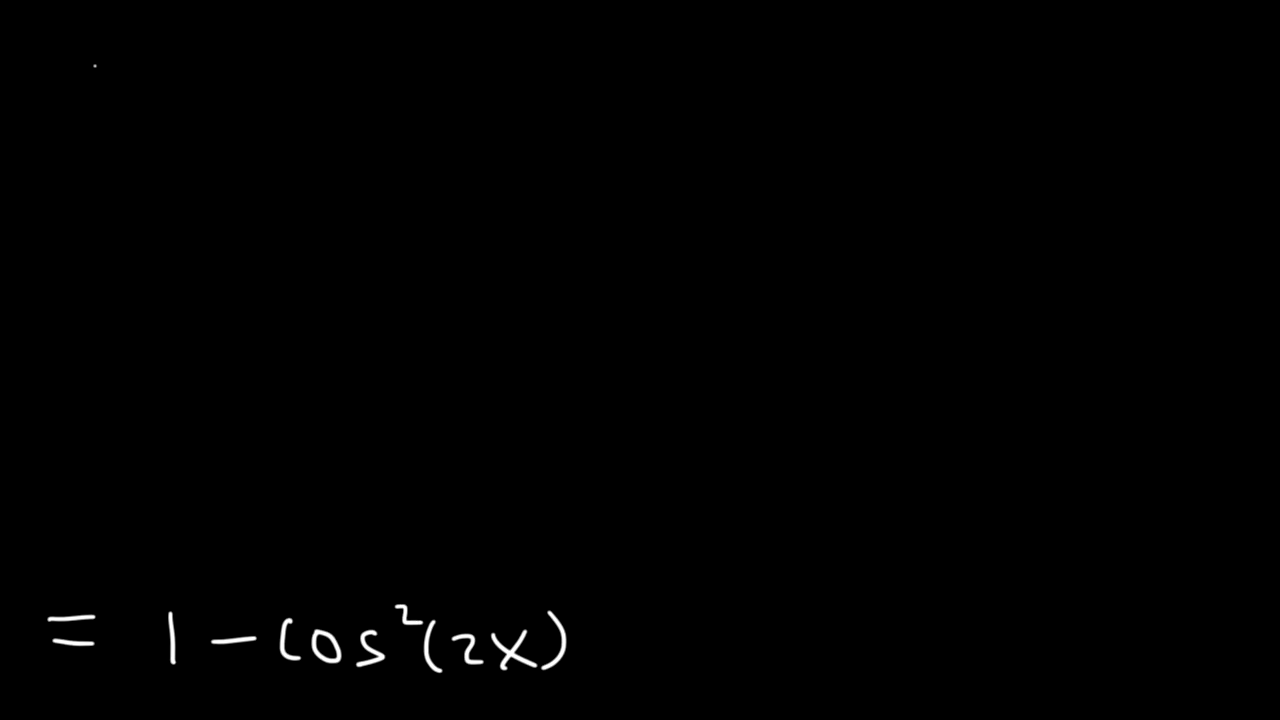 = 1 - cos²(2x)